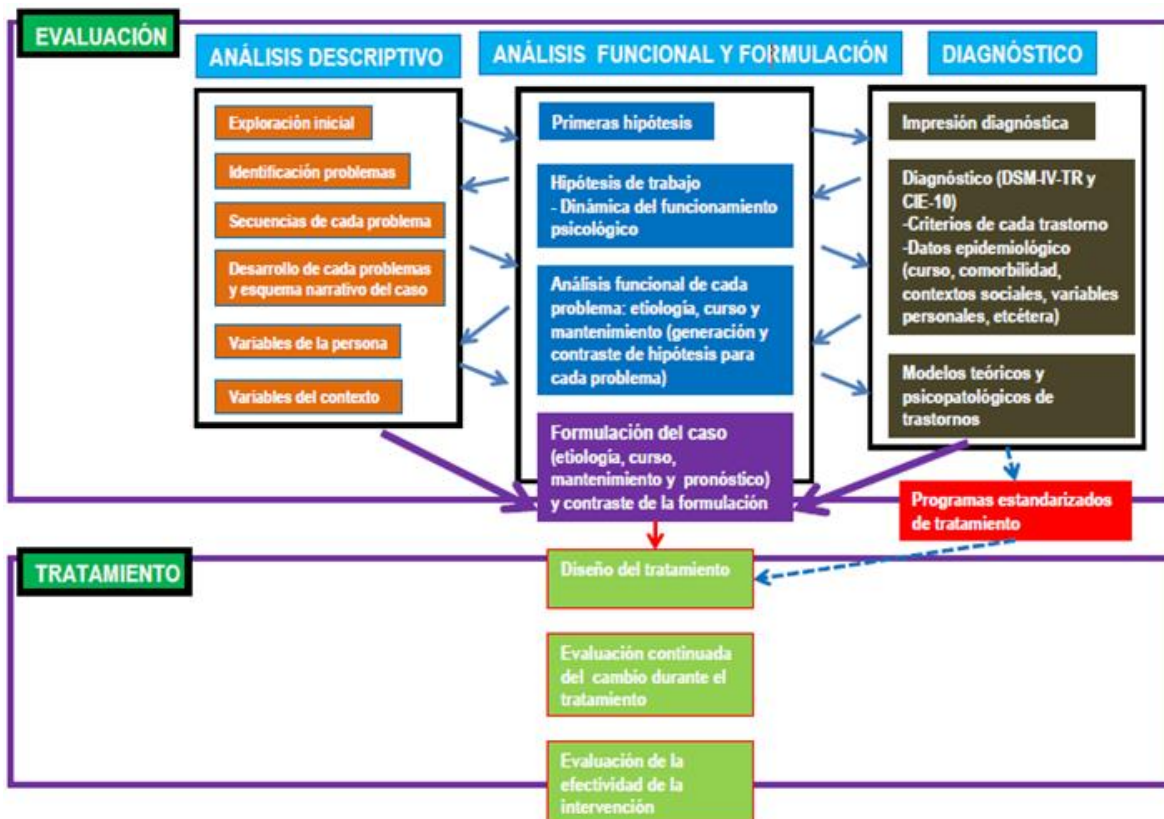 EVALUACIÓN
ANÁLISIS DESCRIPTIVO
Exploración inicial
Identificación problemas
Secuencias de cada problema
Desarrollo de cada problemas
y esquema narrativo del caso
Variables de la persona
Variables del contexto
ANÁLISIS FUNCIONAL Y FORMULACIÓN
Primeras hipótesis
Hipótesis de trabajo
- Dinámica del funcionamiento
psicológico
Análisis funcional de cada
problema: etiología, curso y
mantenimiento (generación y
contraste de hipótesis para
cada problema)
Formulación del caso
(etiología, curso,
mantenimiento y pronóstico)
y contraste de la formulación
DIAGNÓSTICO
Impresión diagnóstica
Diagnóstico (DSM-IV-TR y
CIE-10)
-Criterios de cada trastorno
-Datos epidemiológico
(curso, comorbilidad,
contextos sociales, variables
personales, etcétera)
Modelos teóricos y
psicopatológicos de
trastornos
Programas estandarizados
de tratamiento
TRATAMIENTO
Diseño del tratamiento
Evaluación continuada
del cambio durante el
tratamiento
Evaluación de la
efectividad de la
intervención